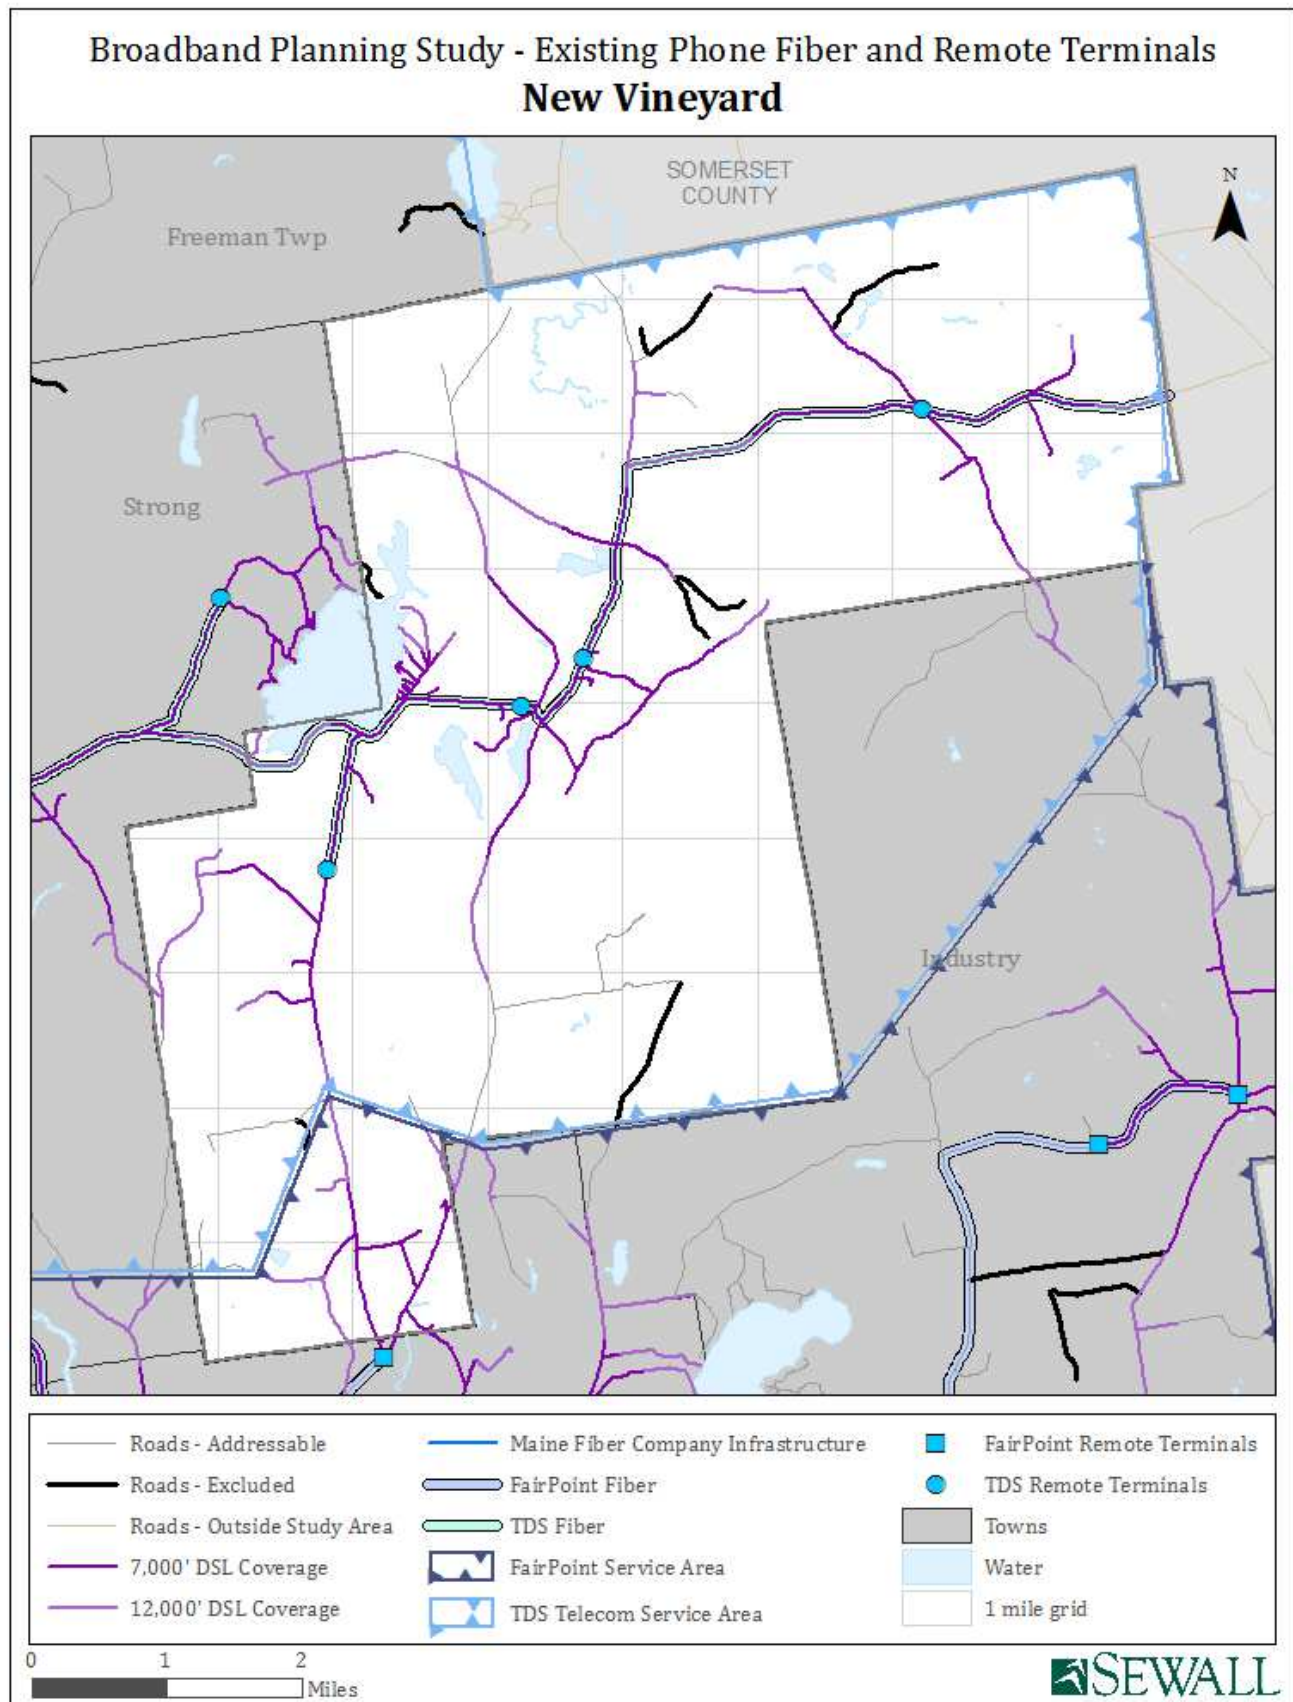 Broadband Planning Study - Existing Phone Fiber and Remote Terminals
New Vineyard
SOMERSET
COUNTY
N
Freeman Twp
Strong
Industry
Roads - Addressable
Roads - Excluded
Roads - Outside Study Area
7,000' DSL Coverage
12,000' DSL Coverage
Maine Fiber Company Infrastructure
FairPoint Fiber
TDS Fiber
FairPoint Service Area
TDS Telecom Service Area
FairPoint Remote Terminals
TDS Remote Terminals
Towns
Water
1 mile grid
0 1 2
Miles
SEWALL